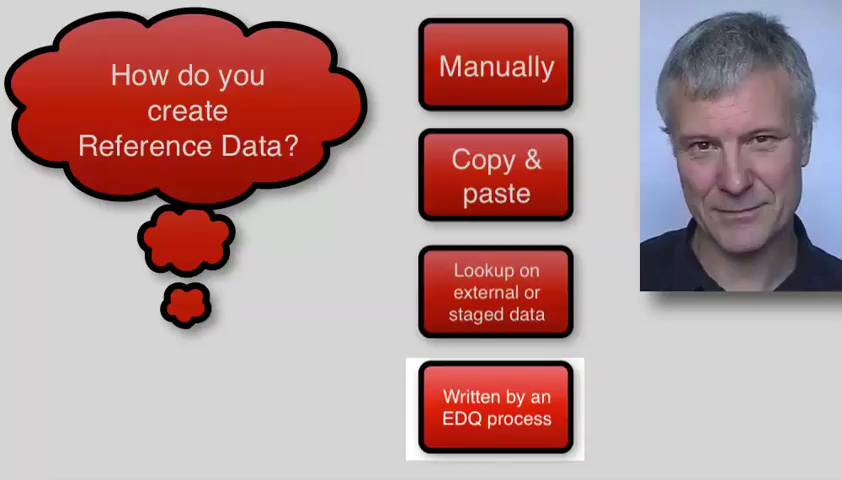 How do you
create
Reference Data?
Manually
Copy &
paste
Lookup on
external or
staged data
Written by an
EDQ process